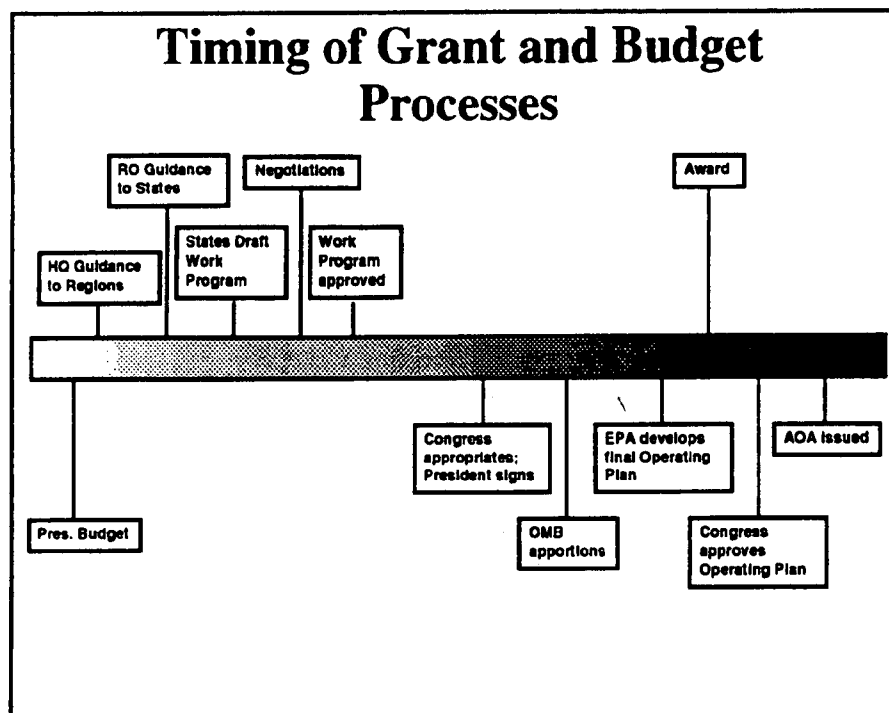 Timing of Grant and Budget
Processes
RO Guidance
to States
Negotiations
Award
HQ Guidance
to Regions
States Draft
Work
Program
Work
Program
approved
Congress
appropriates;
President signs
EPA develops
final Operating
Plan
AOA issued
Pres. Budget
OMB
apportions
Congress
approves
Operating Plan